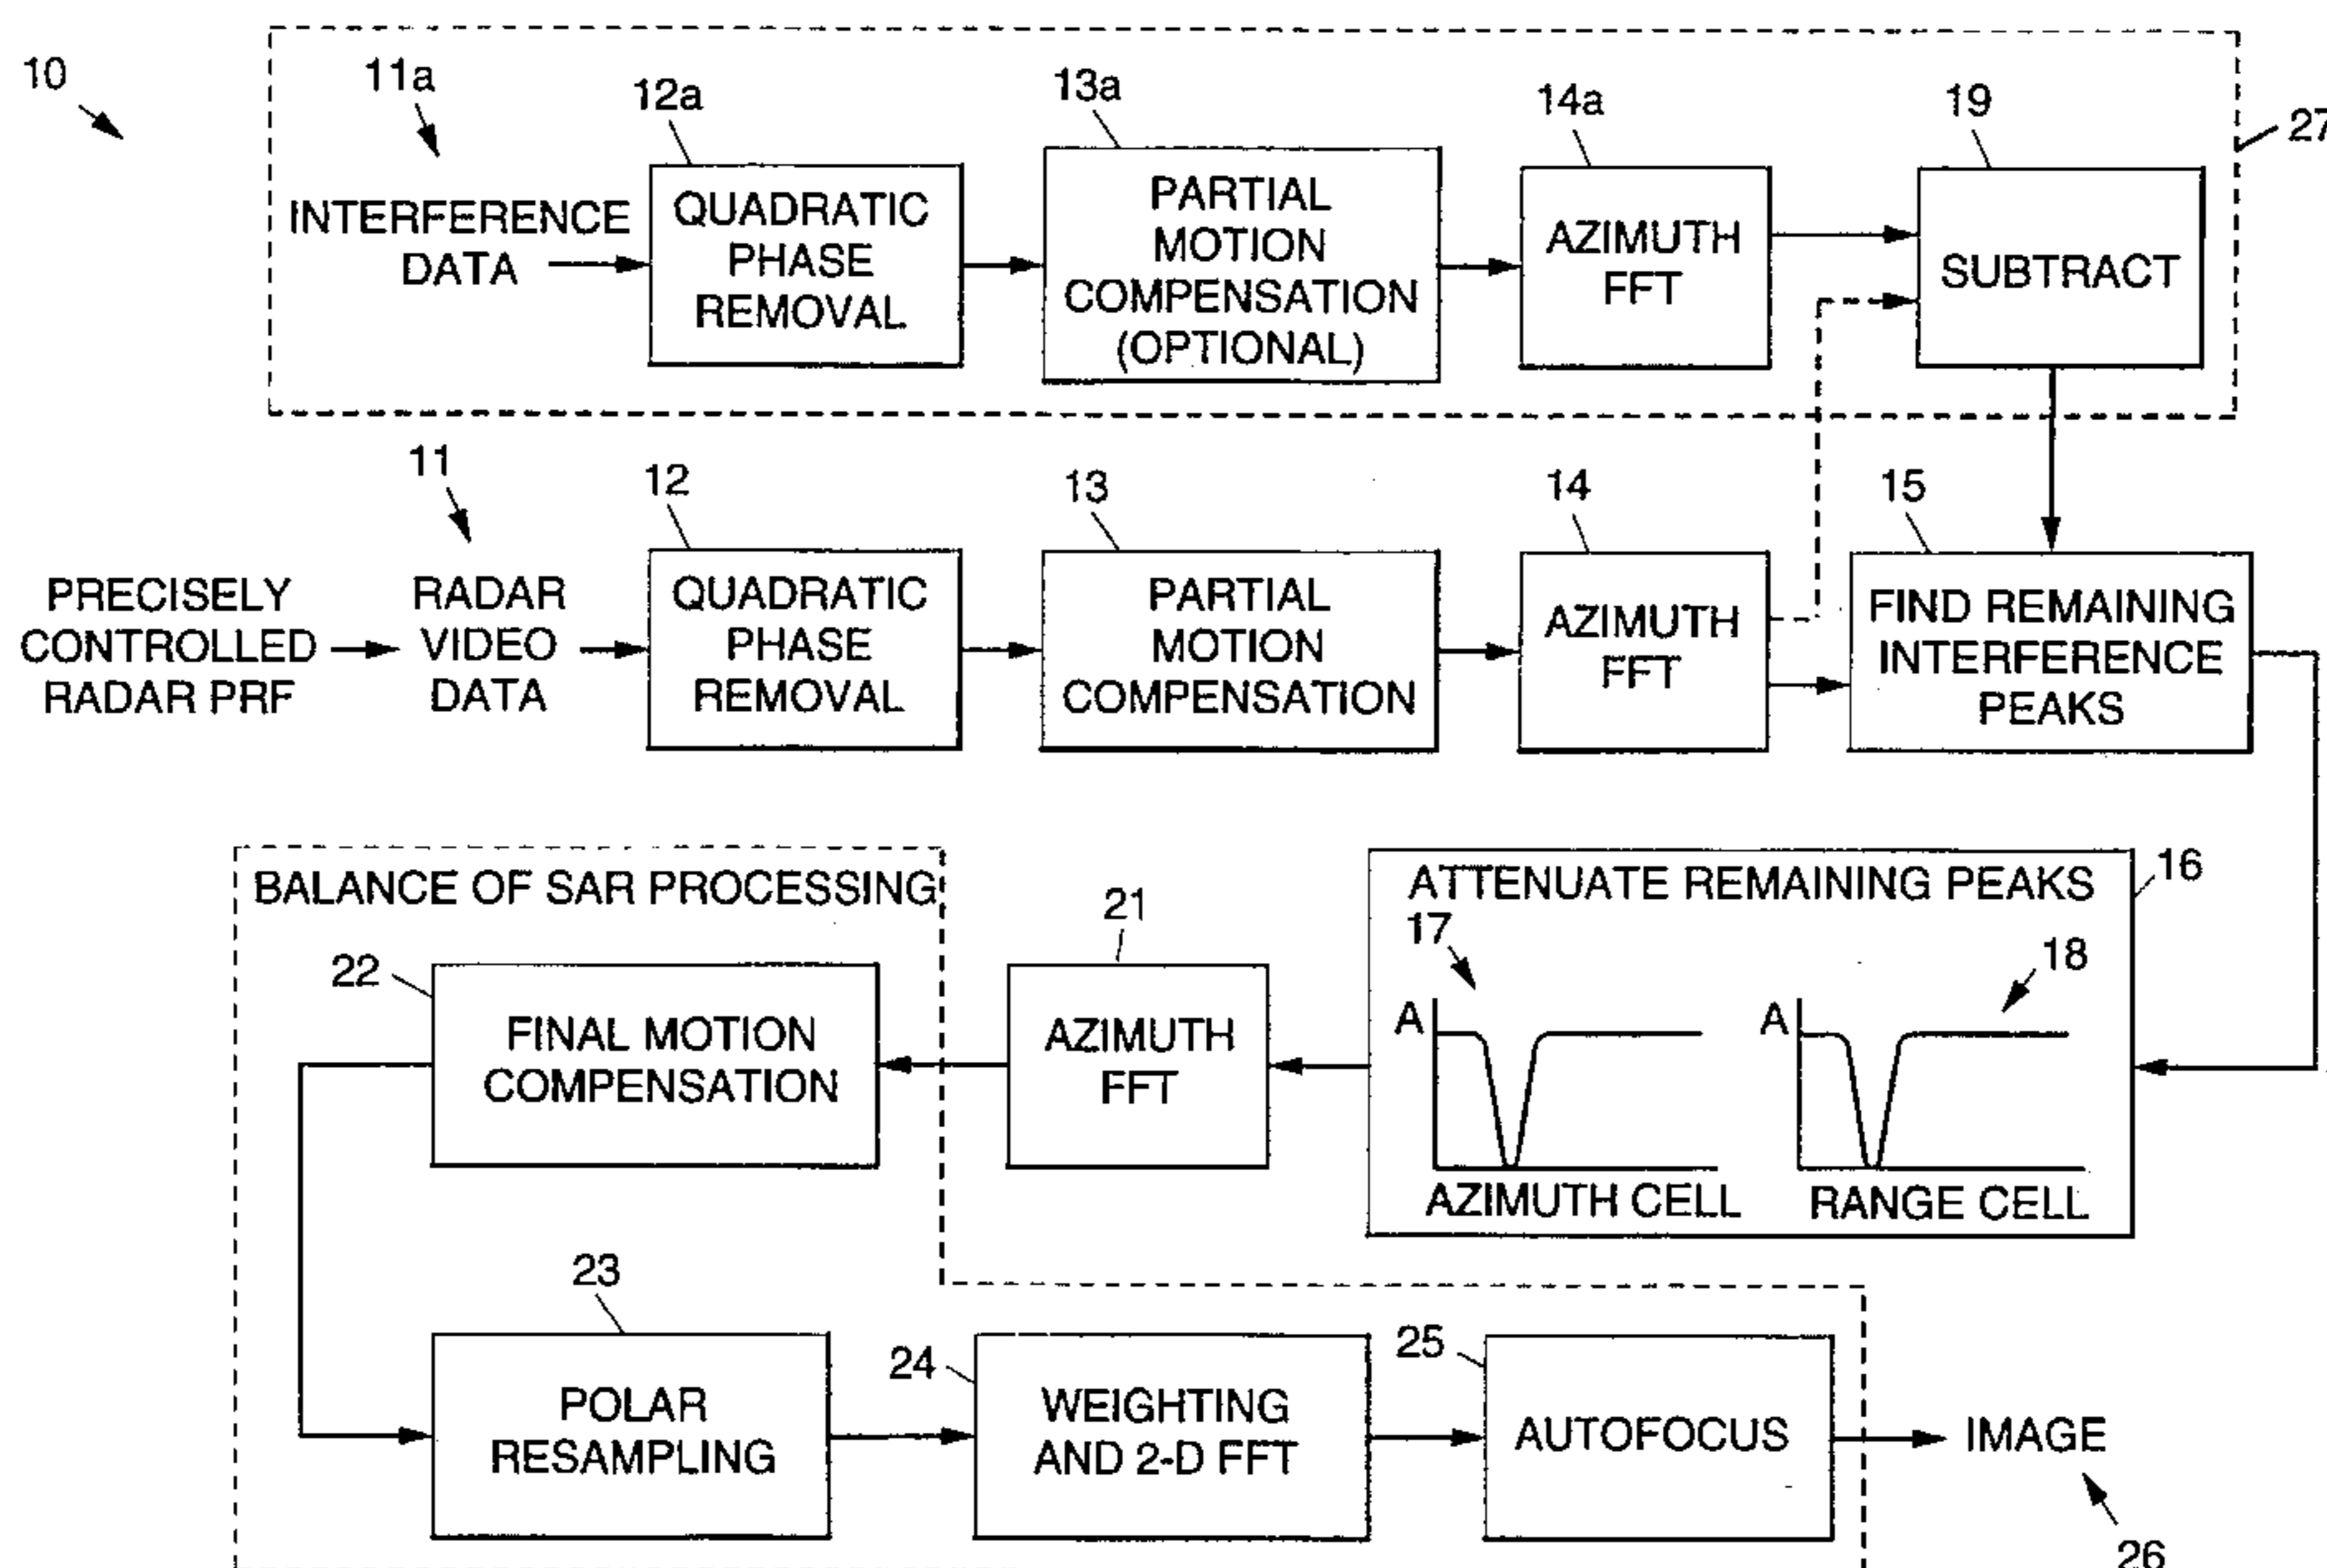 10
11a
12a
13a
14a
19
27
INTERFERENCE
DATA
QUADRATIC
PHASE
REMOVAL
PARTIAL
MOTION
COMPENSATION
(OPTIONAL)
AZIMUTH
FFT
SUBTRACT
11
12
13
14
15
PRECISELY
CONTROLLED
RADAR PRF
RADAR
VIDEO
DATA
QUADRATIC
PHASE
REMOVAL
PARTIAL
MOTION
COMPENSATION
AZIMUTH
FFT
FIND REMAINING
INTERFERENCE
PEAKS
BALANCE OF SAR PROCESSING
22
FINAL MOTION
COMPENSATION
21
AZIMUTH
FFT
ATTENUATE REMAINING PEAKS
16
17
18
A
A
AZIMUTH CELL
RANGE CELL
23
POLAR
RESAMPLING
24
WEIGHTING
AND 2-D FFT
25
AUTOFOCUS
IMAGE
26